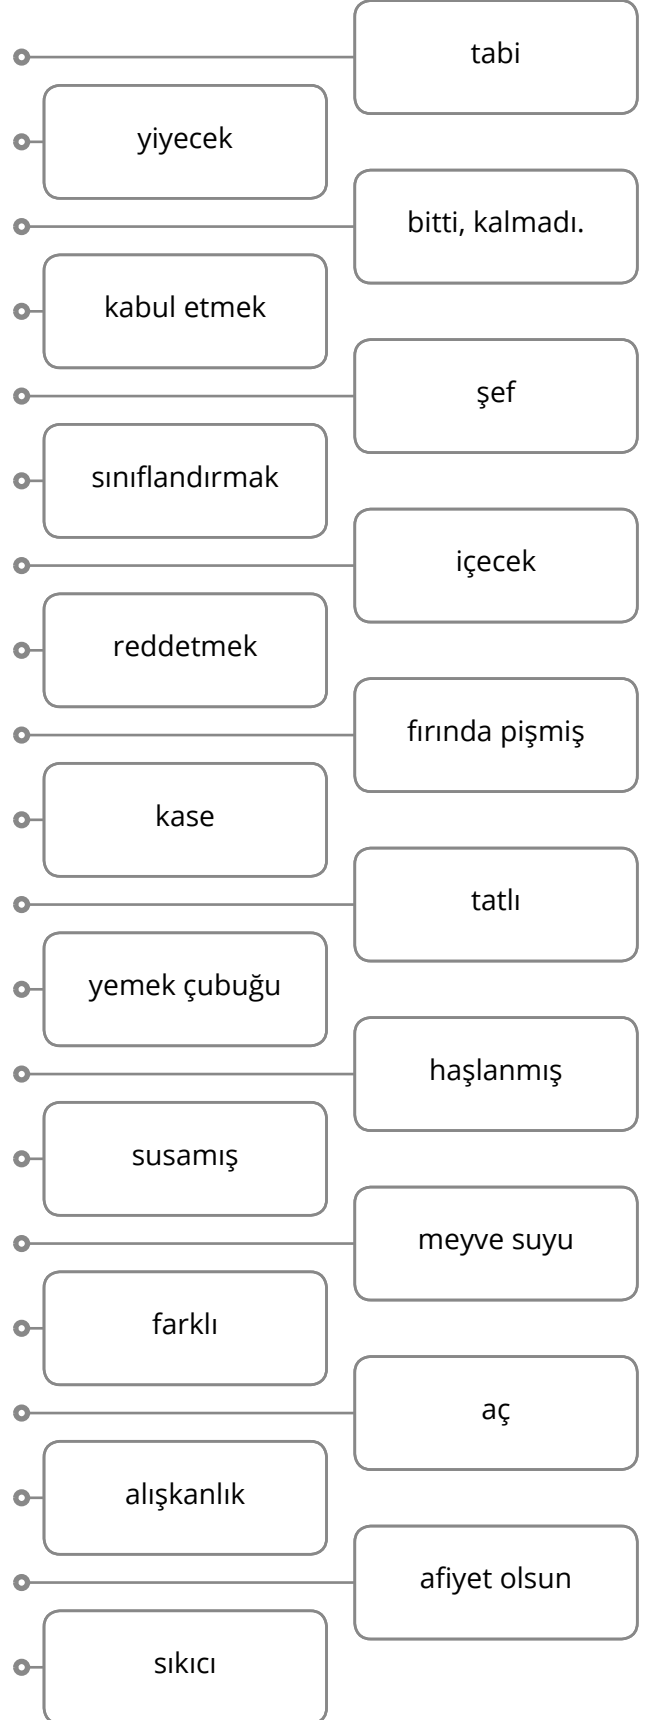 tabi
yiyecek
bitti, kalmadı.
kabul etmek
şef
sınıflandırmak
içecek
reddetmek
fırında pişmiş
kase
tatlı
yemek çubuğu
haşlanmış
susamış
meyve suyu
farklı
aç
alışkanlık
afiyet olsun
sıkıcı